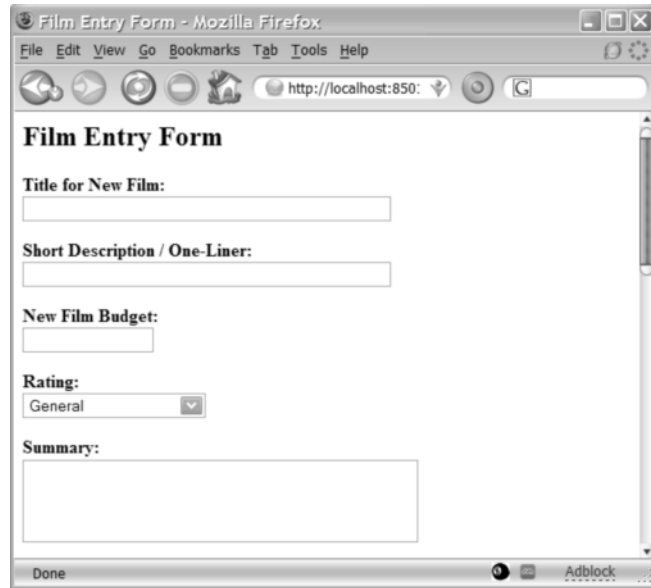 Film Entry Form - Mozilla Firefox
File Edit View Go Bookmarks Tab Tools Help
http://localhost:850: G
Film Entry Form
Title for New Film:
Short Description / One-Liner:
New Film Budget:
Rating:
General
Summary:
Done Adblock